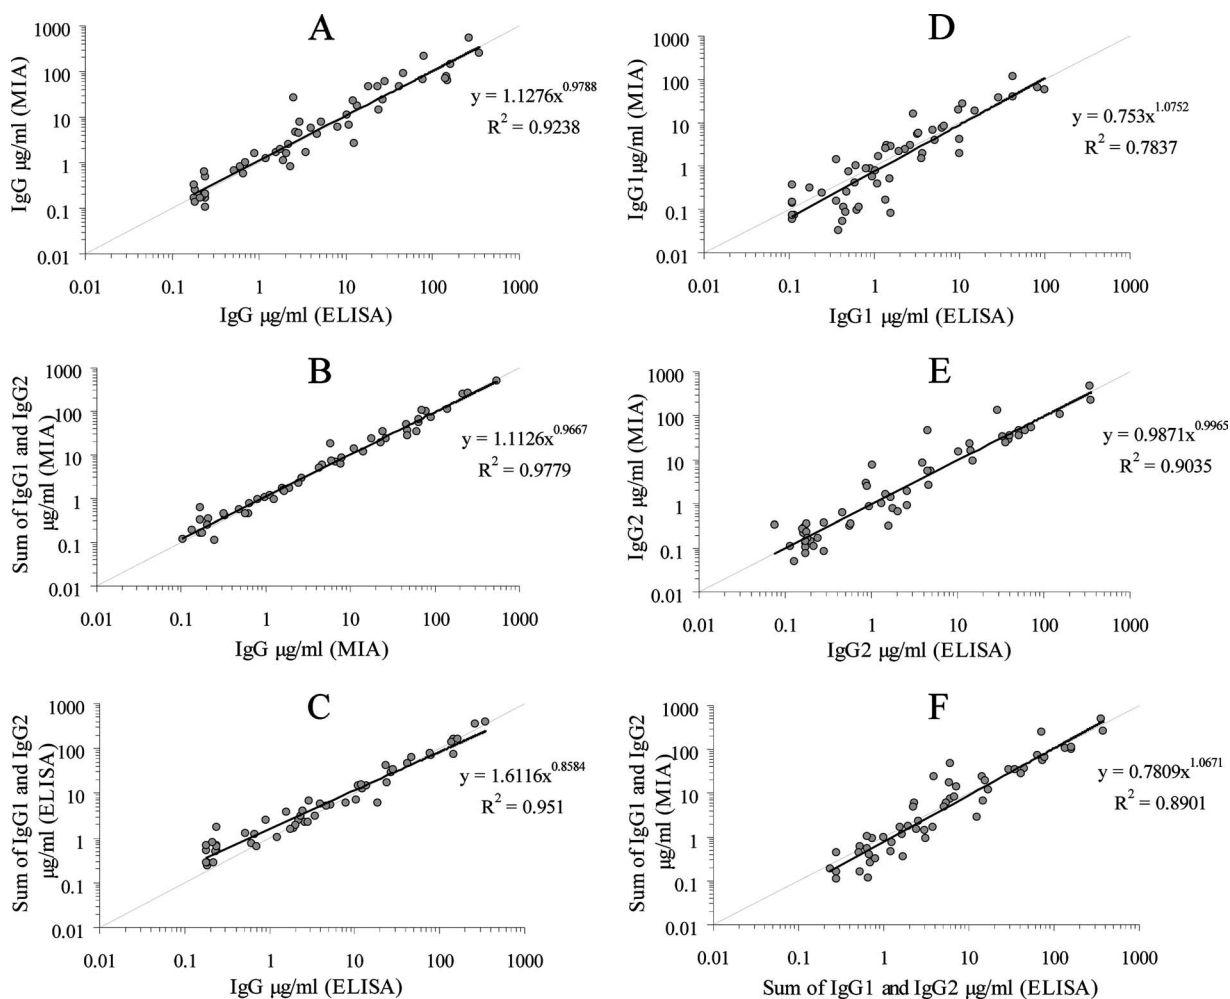 A
1000
100
10
1
0.1
0.01
IgG µg/ml (MIA)
y = 1.1276x^0.9788
R² = 0.9238
0.01 0.1 1 10 100 1000
IgG µg/ml (ELISA)
D
1000
100
10
1
0.1
0.01
IgG1µg/ml (MIA)
y = 0.753x^1.0752
R² = 0.7837
0.01 0.1 1 10 100 1000
IgG1 µg/ml (ELISA)
B
1000
100
10
1
0.1
0.01
Sum of IgG1 and IgG2
µg/ml (MIA)
y = 1.1126x^0.9667
R² = 0.9779
0.01 0.1 1 10 100 1000
IgG µg/ml (MIA)
E
1000
100
10
1
0.1
0.01
IgG2 µg/ml (MIA)
y = 0.9871x^0.9965
R² = 0.9035
0.01 0.1 1 10 100 1000
IgG2 µg/ml (ELISA)
C
1000
100
10
1
0.1
0.01
Sum of IgG1 and IgG2
µg/ml (ELISA)
y = 1.6116x^0.8584
R² = 0.951
0.01 0.1 1 10 100 1000
IgG µg/ml (ELISA)
F
1000
100
10
1
0.1
0.01
Sum of IgG1 and IgG2
µg/ml (MIA)
y = 0.7809x^1.0671
R² = 0.8901
0.01 0.1 1 10 100 1000
Sum of IgG1 and IgG2 µg/ml (ELISA)